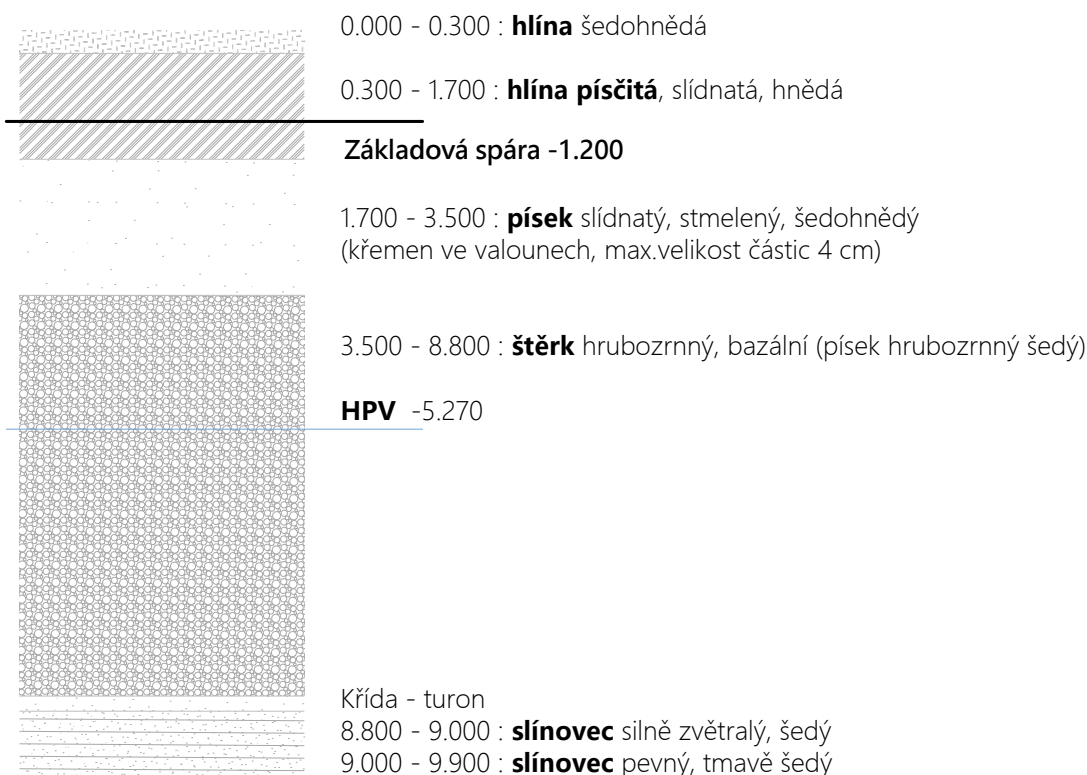 0.000 - 0.300 : hlína šedohnědá
0.300 - 1.700 : hlína písčitá, slídnatá, hnědá
Základová spára -1.200
1.700 - 3.500 : písek slídnatý, stmelený, šedohnědý
(křemen ve valounech, max.velikost částic 4 cm)
3.500 - 8.800 : štěrk hrubozrnný, bazální (písek hrubozrnný šedý)
HPV -5.270
Křída - turon
8.800 - 9.000 : slínovec silně zvětralý, šedý
9.000 - 9.900 : slínovec pevný, tmavě šedý